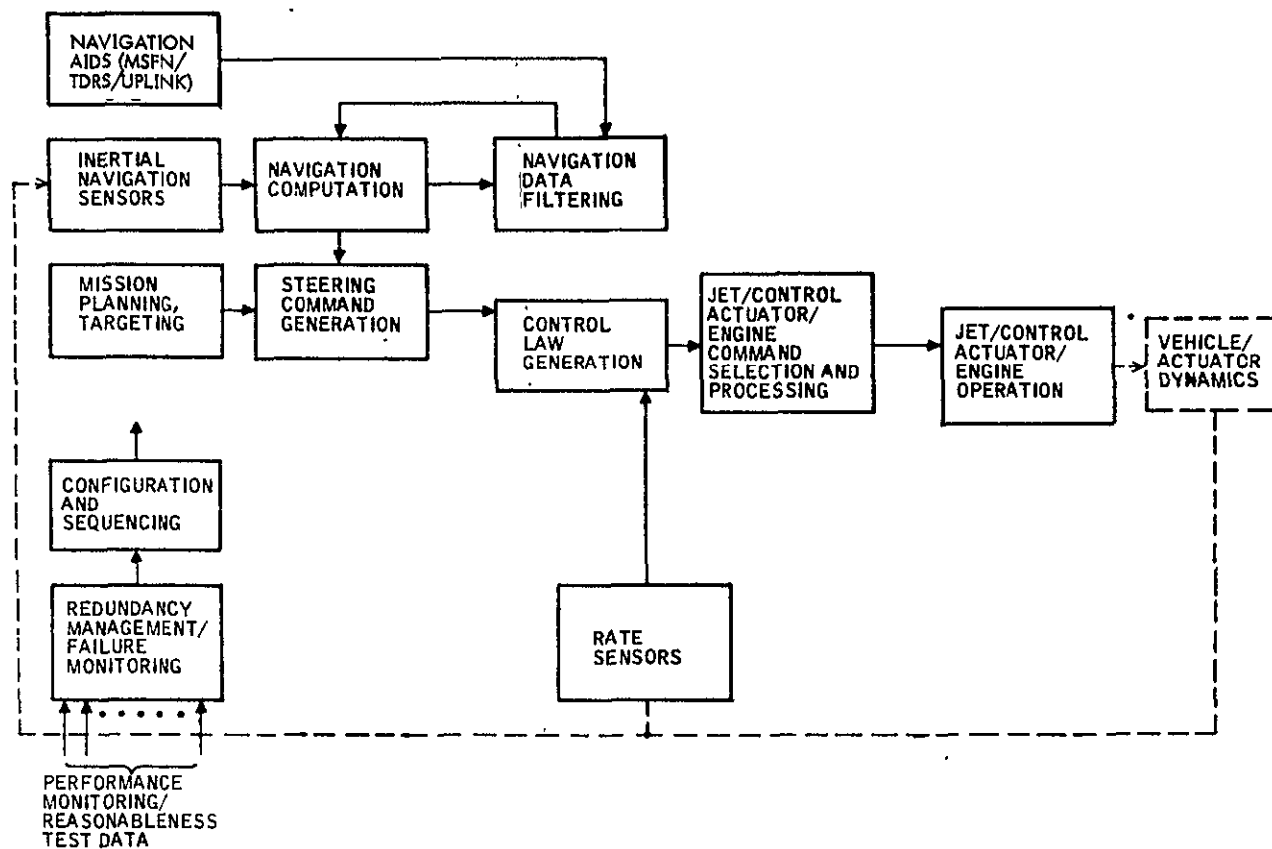 NAVIGATION
AIDS (MSFN/
TDRS/UPLINK)
INERTIAL
NAVIGATION
SENSORS
NAVIGATION
COMPUTATION
NAVIGATION
DATA
FILTERING
MISSION
PLANNING,
TARGETING
STEERING
COMMAND
GENERATION
CONTROL
LAW
GENERATION
JET/CONTROL
ACTUATOR/
ENGINE
COMMAND
SELECTION AND
PROCESSING
JET/CONTROL
ACTUATOR/
ENGINE
OPERATION
VEHICLE/
ACTUATOR
DYNAMICS
CONFIGURATION
AND
SEQUENCING
REDUNDANCY
MANAGEMENT/
FAILURE
MONITORING
RATE
SENSORS
PERFORMANCE
MONITORING/
REASONABLENESS
TEST DATA